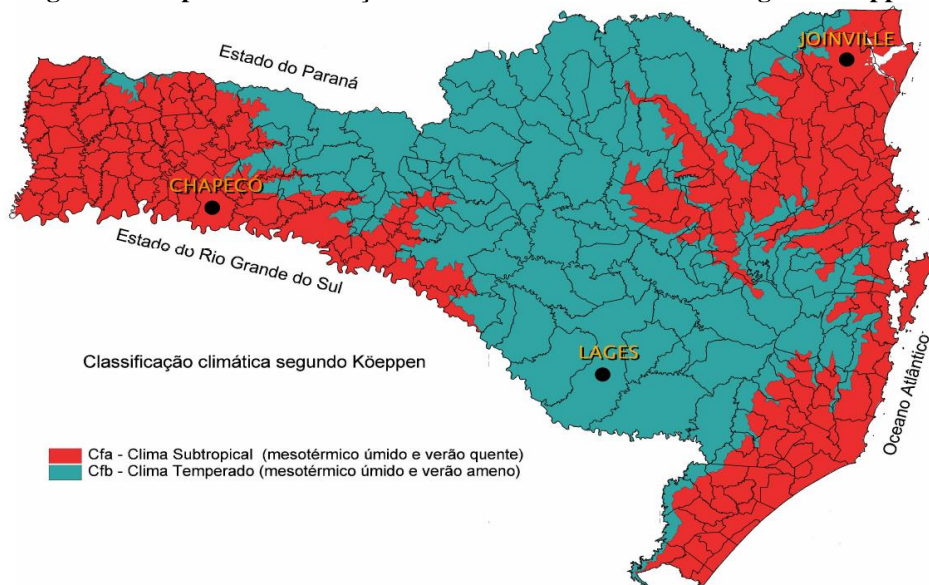 Estado do Paraná
JOINVILLE
CHAPECÓ
Estado do Rio Grande do Sul
LAGES
Classificação climática segundo Köeppen
Oceano Atlântico
Cfa - Clima Subtropical (mesotérmico úmido e verão quente)
Cfb - Clima Temperado (mesotérmico úmido e verão ameno)